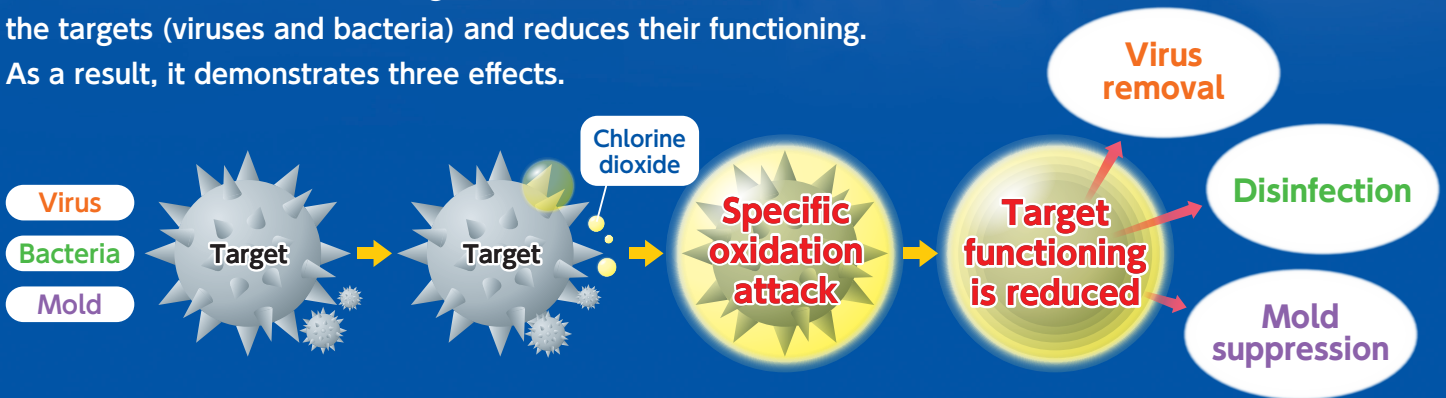 the targets (viruses and bacteria) and reduces their functioning.
As a result, it demonstrates three effects.
Virus
removal
Chlorine
dioxide
Virus
Bacteria
Mold
Target
Target
Specific
oxidation
attack
Target
functioning
is reduced
Disinfection
Mold
suppression